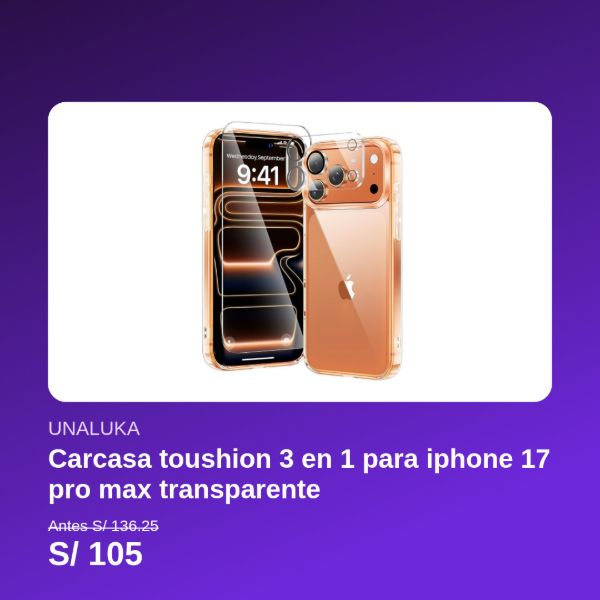 Wednesday, September
9:41
UNALUKA
Carcasa toushion 3 en 1 para iphone 17
pro max transparente
Antes S/ 136.25
S/ 105